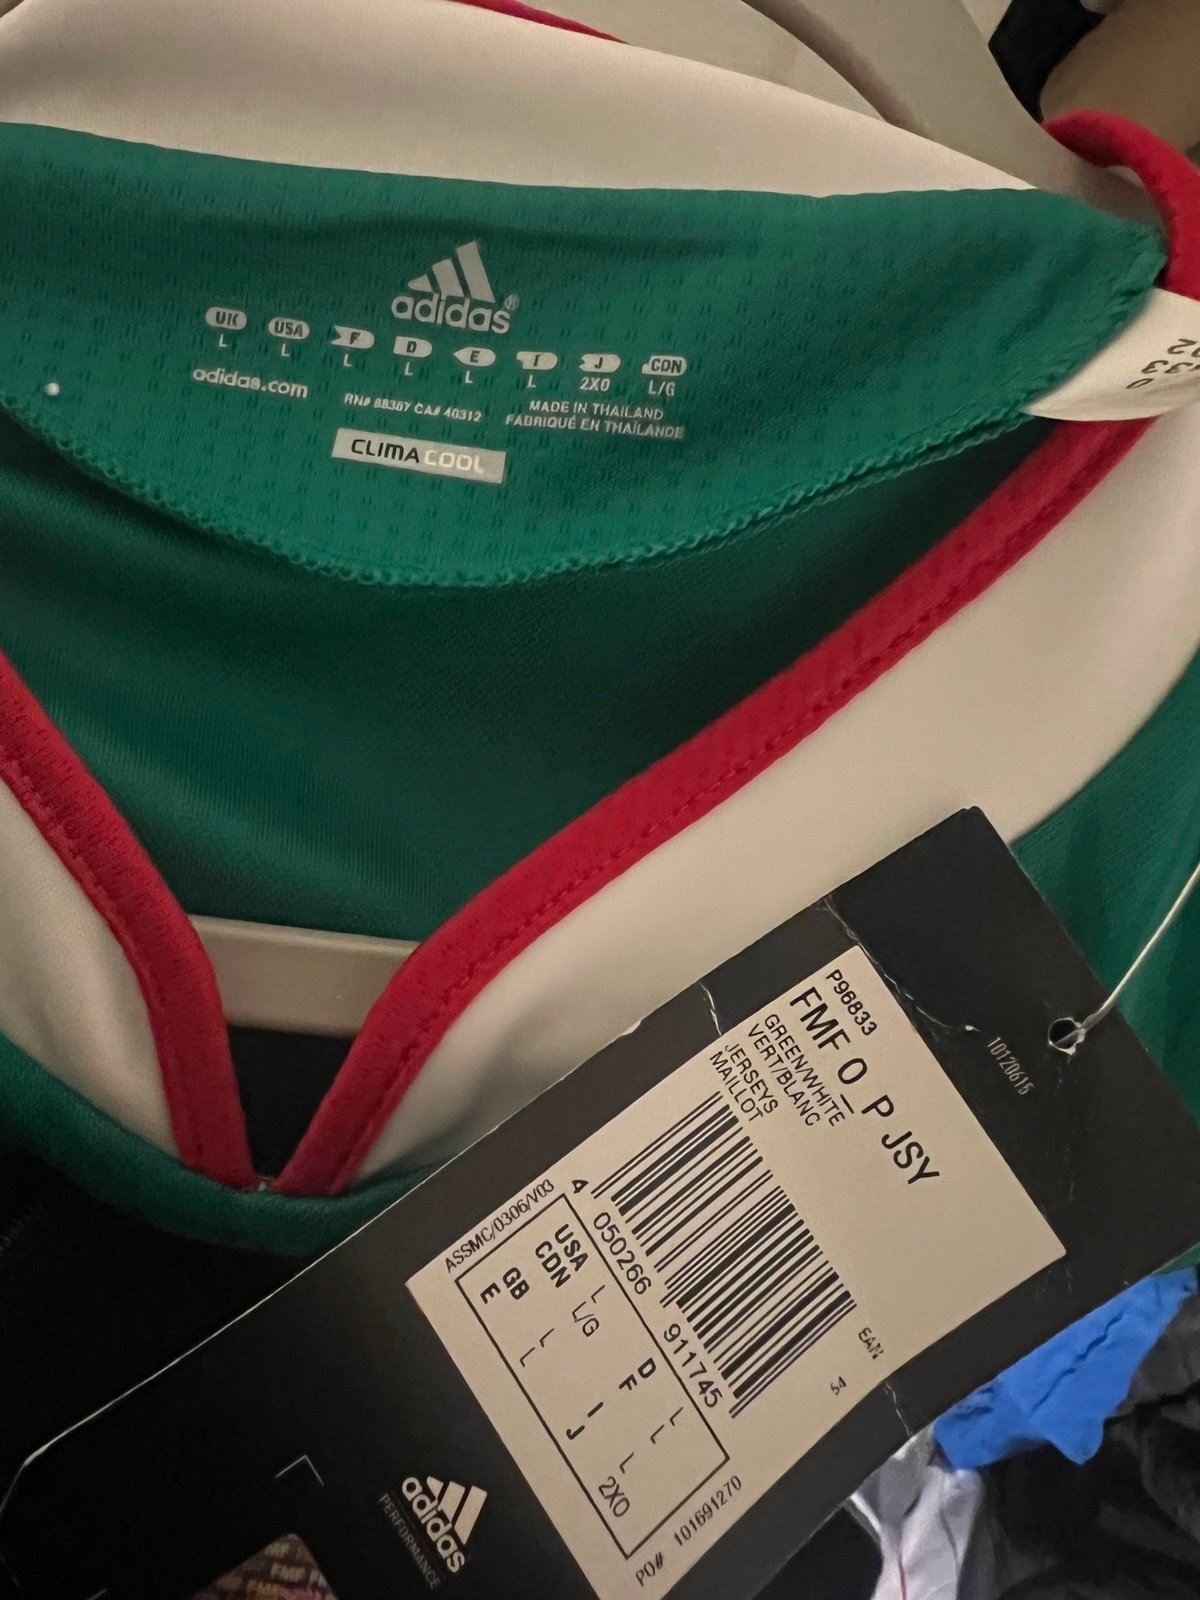 adidas®
UK USA F D E I J CDN
L L L L L L 2XO L/G
adidas.com
RN# 88387 CA# 40312
MADE IN THAILAND
FABRIQUÉ EN THAÏLANDE
CLIMACOOL
P96833
FMF O_P JSY
GREEN/WHITE
VERT/BLANC
JERSEYS
MAILLOT
10120615
4 050266 911745
EAN
54
ASSMC/0306/V03
USA L D L
CDN L/G F L
GB L I L
E L J 2XO
PO# 101691270
adidas
PERFORMANCE
FMF